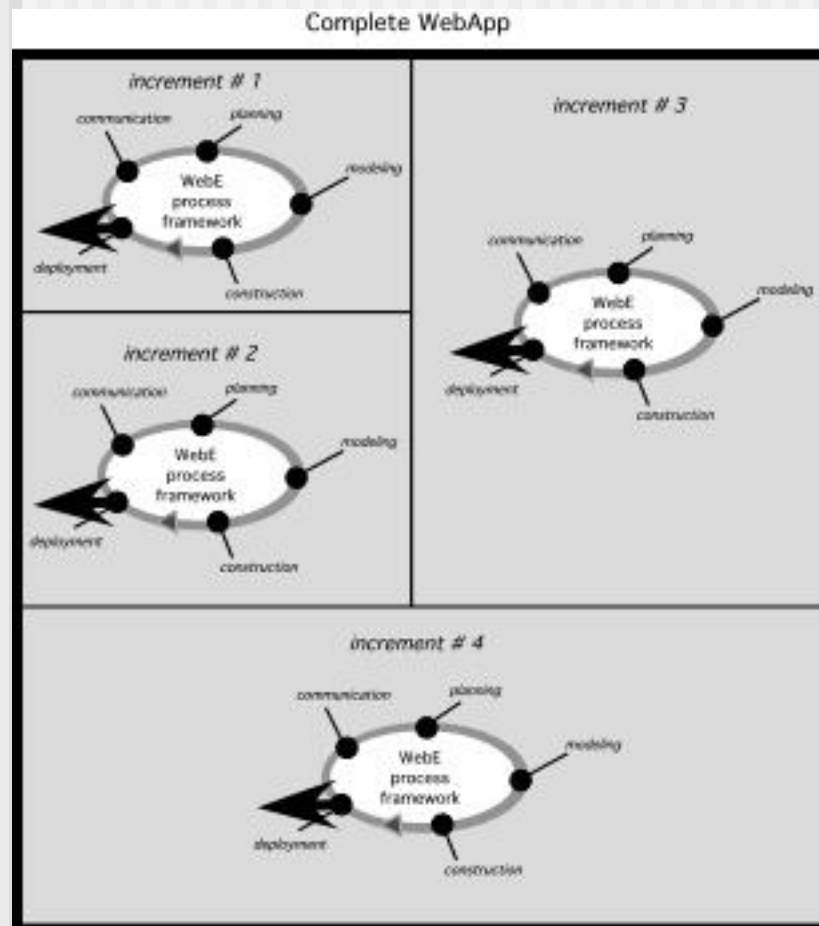 Complete WebApp
increment # 1
communication
planning
modeling
WebE
process
framework
deployment
construction
increment # 2
communication
planning
modeling
WebE
process
framework
deployment
construction
increment # 3
communication
planning
modeling
WebE
process
framework
deployment
construction
increment # 4
communication
planning
modeling
WebE
process
framework
deployment
construction